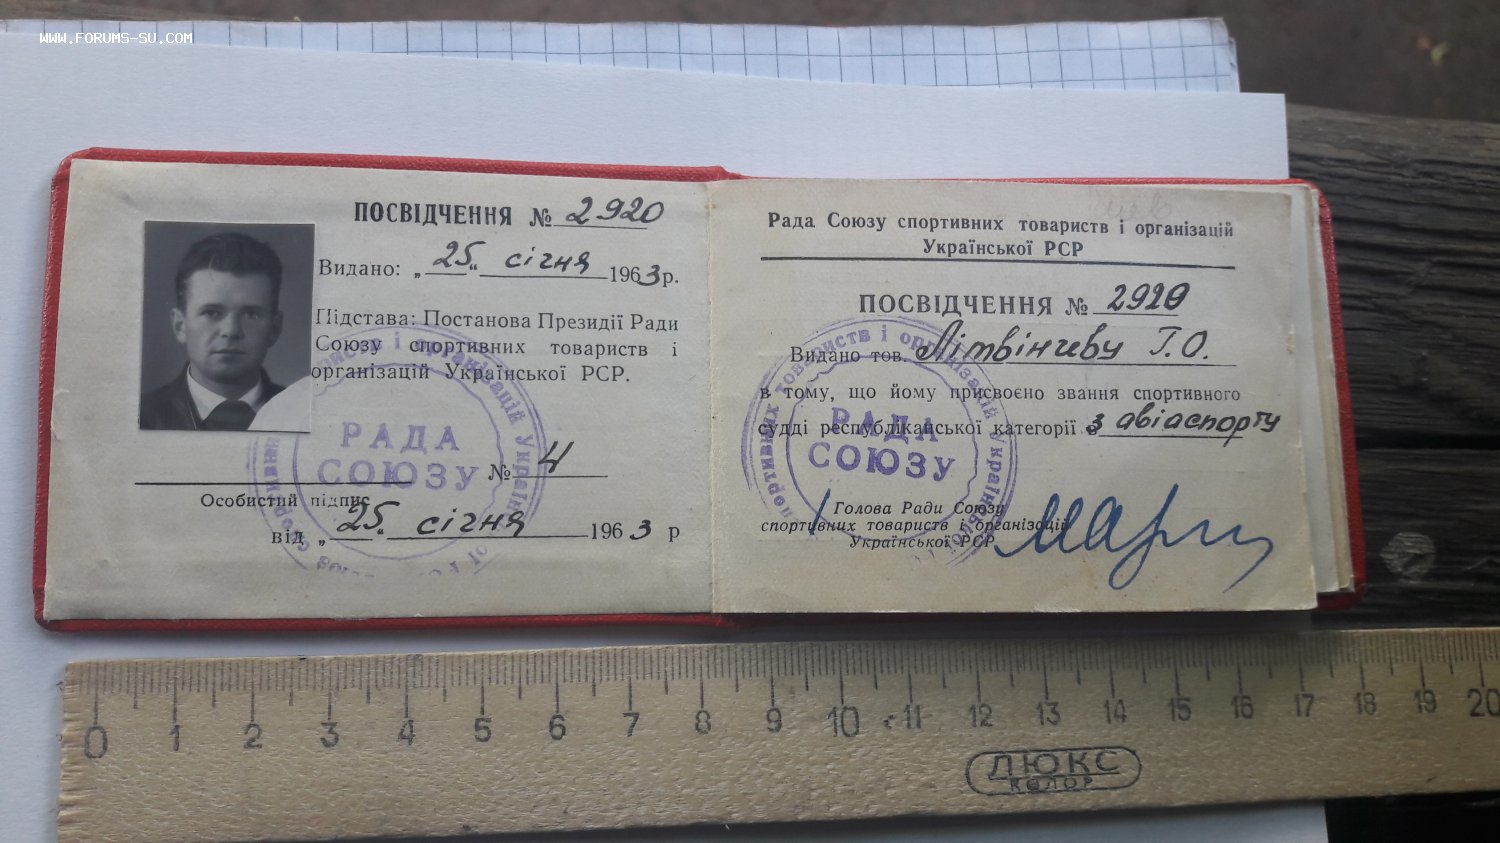 www.forums-su.com
ПОСВІДЧЕННЯ № 2920
Видано: „25“ січня 1963 р.
Підстава: Постанова Президії Ради
Союзу спортивних товариств і
організацій Української РСР.
РАДА
СОЮЗУ
№ 4
Особистий підпис
від „25“ січня 1963 р
Рада Союзу спортивних товариств і організацій
Української РСР
ПОСВІДЧЕННЯ № 2920
Видано тов. Літвінчеву Г.О.
в тому, що йому присвоєно звання спортивного
судді республіканської категорії з авіаспорту
РАДА
СОЮЗУ
Голова Ради Союзу
спортивних товариств і організацій
Української РСР
0 1 2 3 4 5 6 7 8 9 10 11 12 13 14 15 16 17 18 19 20
ДЮКС
КОЛОР